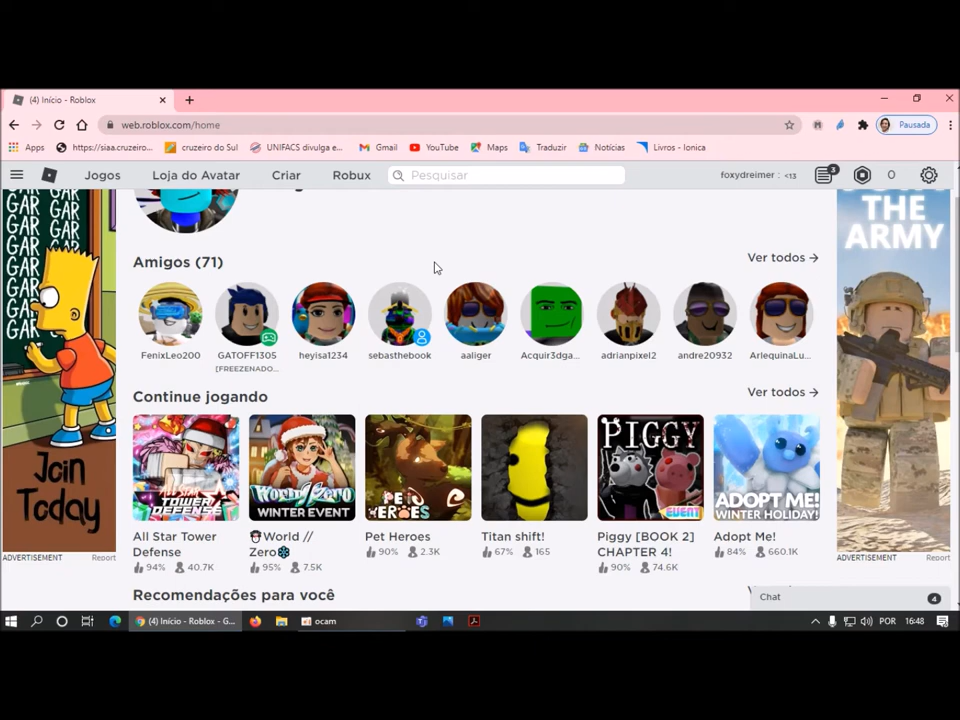 (4) Início - Roblox
web.roblox.com/home
Pausada
Apps
https://siaa.cruzeiro...
cruzeiro do Sul
UNIFACS divulga e...
Gmail
YouTube
Maps
Traduzir
Notícias
Livros - Ionica
Jogos
Loja do Avatar
Criar
Robux
Pesquisar
foxydreimer : <13
3
0
GAR GAR
GAR GAR
GAR GAR
GAR
GAR
GAR
GAR
Join
Today
ADVERTISEMENT
Report
THE
ARMY
ADVERTISEMENT
Report
Amigos (71)
Ver todos
FenixLeo200
GATOFF1305
[FREEZENADO...
heyisa1234
sebasthebook
aaliger
Acquir3dga...
adrianpixel2
andre20932
ArlequinaLu...
Continue jogando
Ver todos
ALL STAR
TOWER
DEFENSE
World Zero
WINTER EVENT
PET
HEROES
PIGGY
EVENT
ADOPT ME!
WINTER HOLIDAY!
All Star Tower
Defense
94% 40.7K
World //
Zero
95% 7.5K
Pet Heroes
90% 2.3K
Titan shift!
67% 165
Piggy [BOOK 2]
CHAPTER 4!
90% 74.6K
Adopt Me!
84% 660.1K
Recomendações para você
Chat
4
(4) Início - Roblox - G...
ocam
POR
16:48